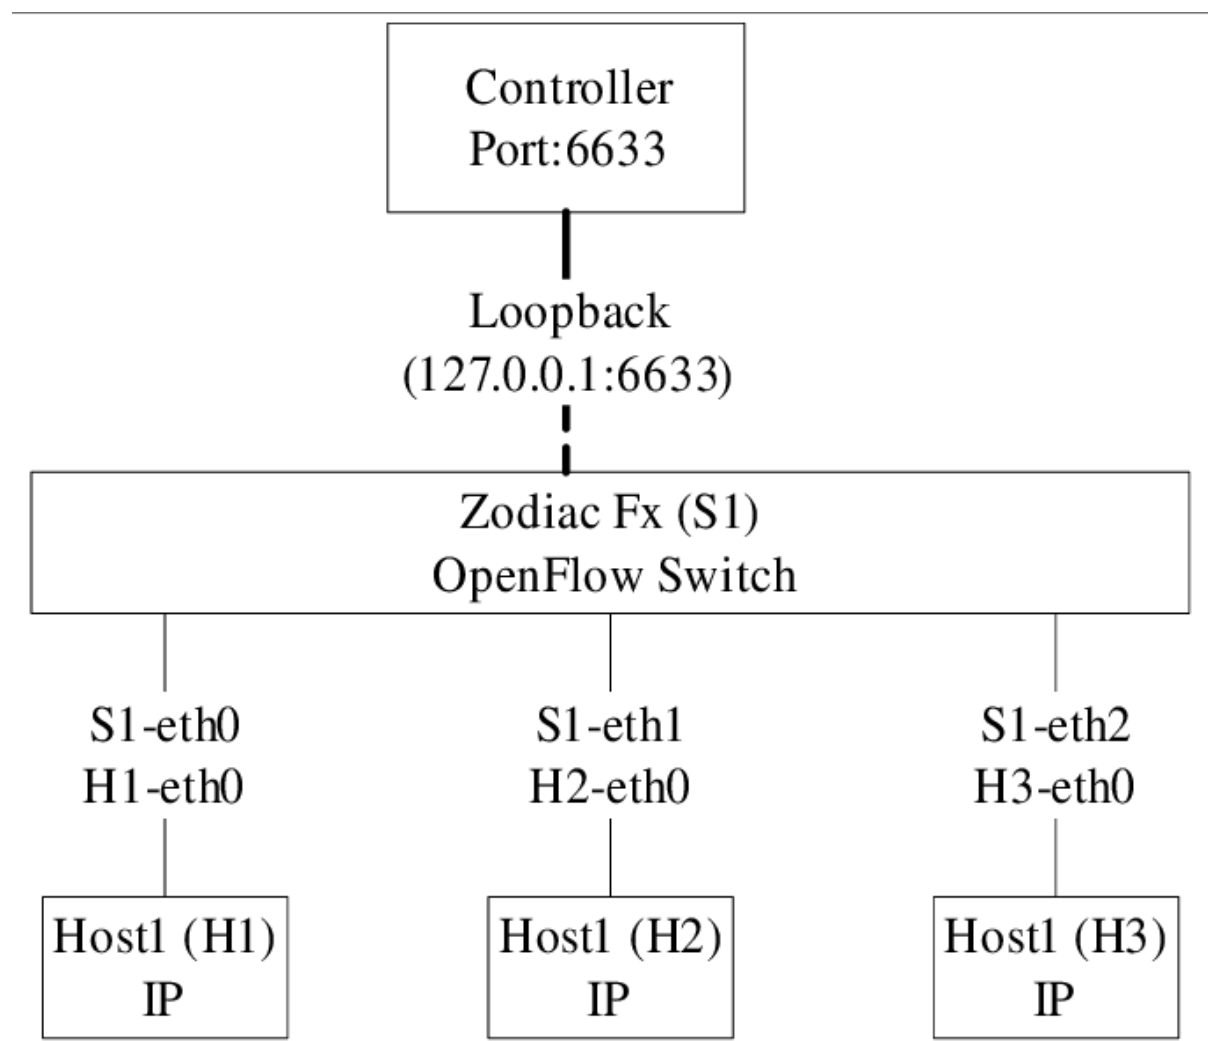 Controller
Port:6633
Loopback
(127.0.0.1:6633)
Zodiac Fx (S1)
OpenFlow Switch
S1-eth0
H1-eth0
S1-eth1
H2-eth0
S1-eth2
H3-eth0
Host1 (H1)
IP
Host1 (H2)
IP
Host1 (H3)
IP